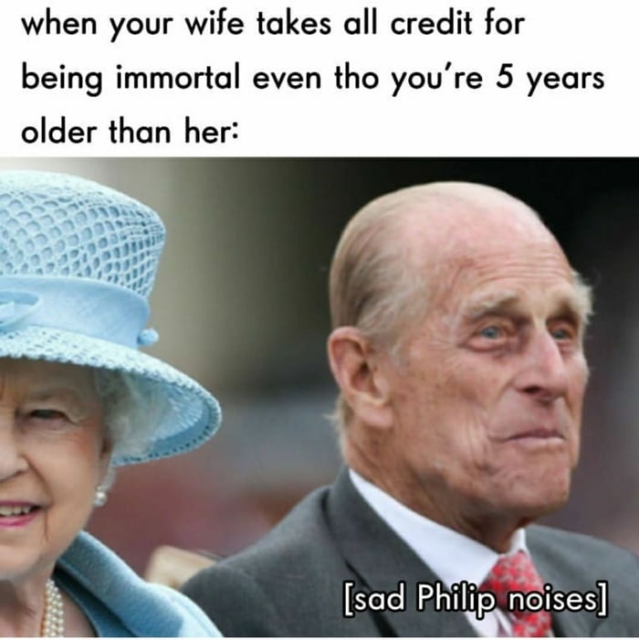 when your wife takes all credit for
being immortal even tho you're 5 years
older than her:
[sad Philip noises]